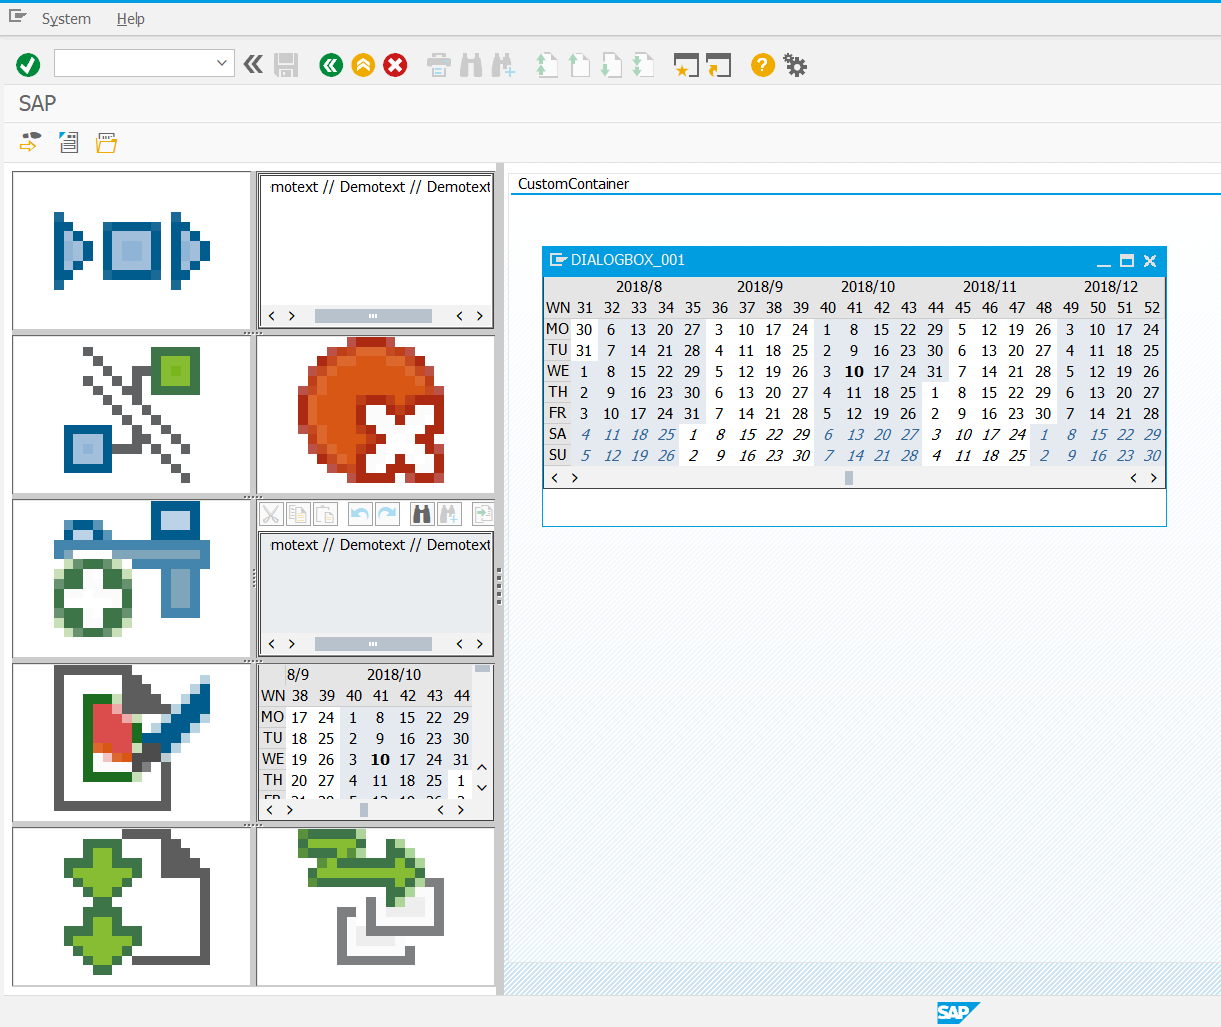 System Help
SAP
motext // Demotext // Demotext
CustomContainer
DIALOGBOX_001
2018/8 2018/9 2018/10 2018/11 2018/12
WN 31 32 33 34 35 36 37 38 39 40 41 42 43 44 45 46 47 48 49 50 51 52
MO 30 6 13 20 27 3 10 17 24 1 8 15 22 29 5 12 19 26 3 10 17 24
TU 31 7 14 21 28 4 11 18 25 2 9 16 23 30 6 13 20 27 4 11 18 25
WE 1 8 15 22 29 5 12 19 26 3 10 17 24 31 7 14 21 28 5 12 19 26
TH 2 9 16 23 30 6 13 20 27 4 11 18 25 1 8 15 22 29 6 13 20 27
FR 3 10 17 24 31 7 14 21 28 5 12 19 26 2 9 16 23 30 7 14 21 28
SA 4 11 18 25 1 8 15 22 29 6 13 20 27 3 10 17 24 1 8 15 22 29
SU 5 12 19 26 2 9 16 23 30 7 14 21 28 4 11 18 25 2 9 16 23 30
motext // Demotext // Demotext
8/9 2018/10
WN 38 39 40 41 42 43 44
MO 17 24 1 8 15 22 29
TU 18 25 2 9 16 23 30
WE 19 26 3 10 17 24 31
TH 20 27 4 11 18 25 1
SAP